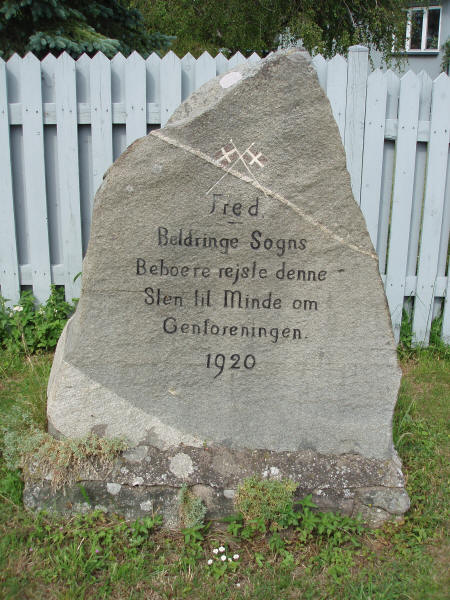 Fred.
Beldringe Sogns
Beboere rejste denne
Sten til Minde om
Genforeningen.
1920